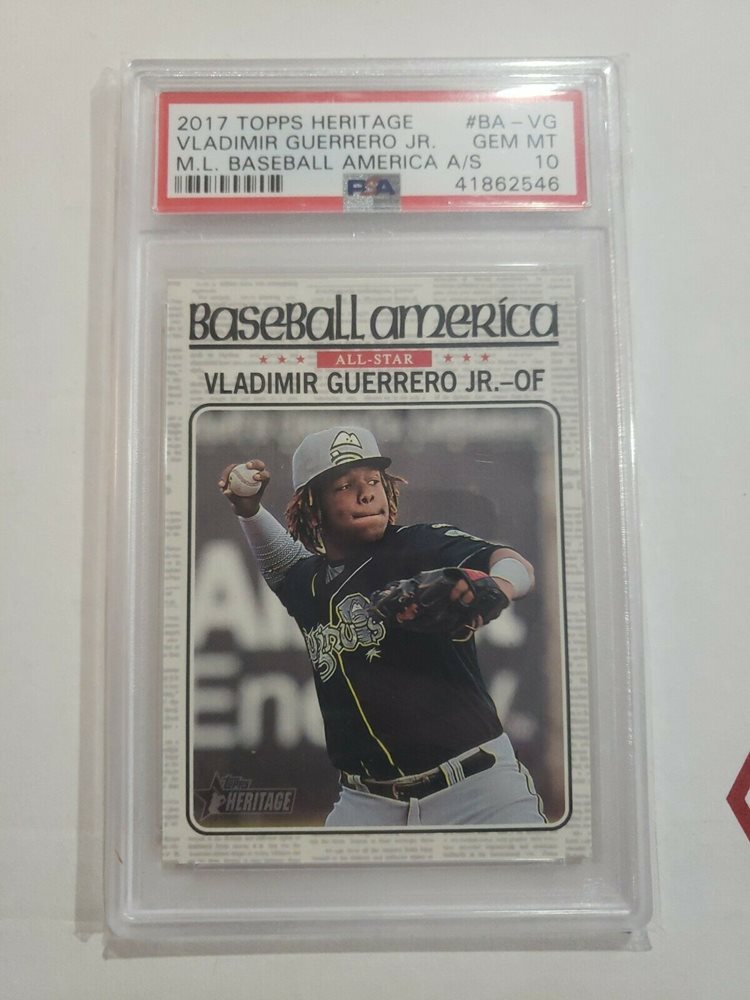 2017 TOPPS HERITAGE #BA-VG
VLADIMIR GUERRERO JR. GEM MT
M.L. BASEBALL AMERICA A/S 10
PSA 41862546
Baseball america
★ ★ ★ ALL-STAR ★ ★ ★
VLADIMIR GUERRERO JR.–OF
Topps
HERITAGE